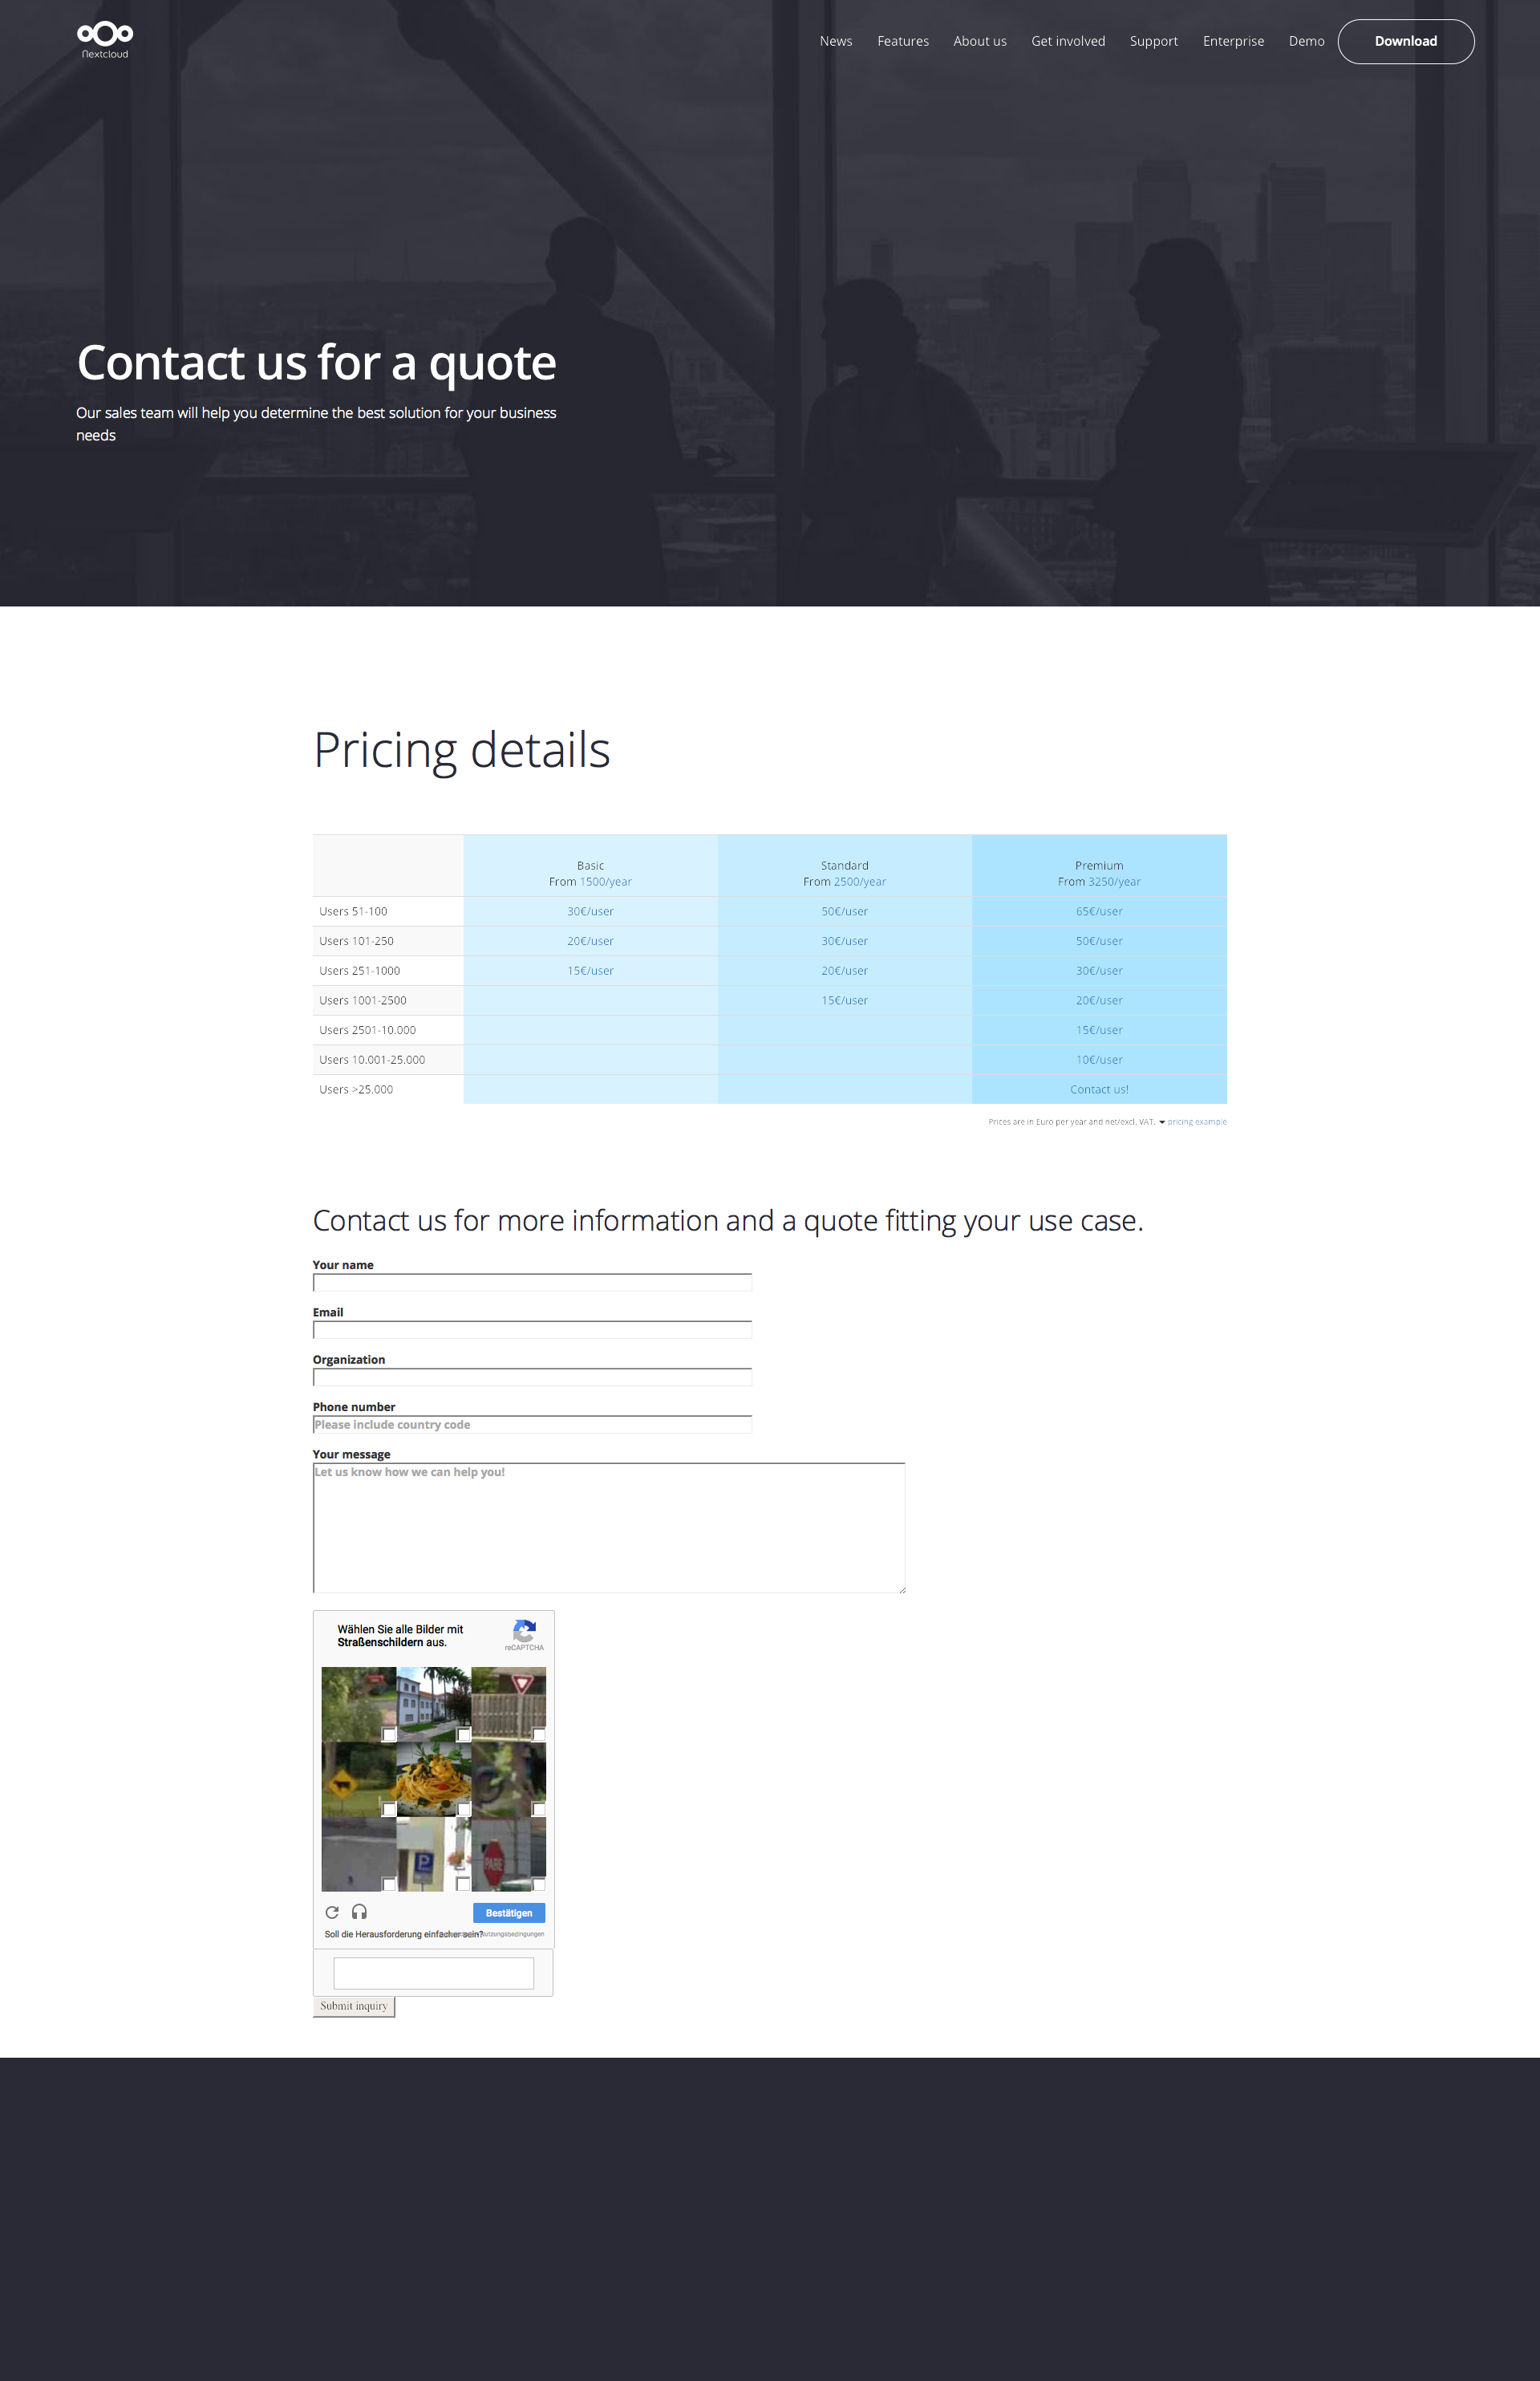 Nextcloud
News Features About us Get involved Support Enterprise Demo Download
Contact us for a quote
Our sales team will help you determine the best solution for your business
needs
Pricing details
Basic Standard Premium
From 1500/year From 2500/year From 3250/year
Users 51-100 30€/user 50€/user 65€/user
Users 101-250 20€/user 30€/user 50€/user
Users 251-1000 15€/user 20€/user 30€/user
Users 1001-2500 15€/user 20€/user
Users 2501-10.000 15€/user
Users 10.001-25.000 10€/user
Users >25.000 Contact us!
Prices are in Euro per year and net/excl. VAT. pricing example
Contact us for more information and a quote fitting your use case.
Your name
Email
Organization
Phone number
Please include country code
Your message
Let us know how we can help you!
Wählen Sie alle Bilder mit
Straßenschildern aus.
reCAPTCHA
P
PARE
Bestätigen
Soll die Herausforderung einfacher sein?
Submit inquiry